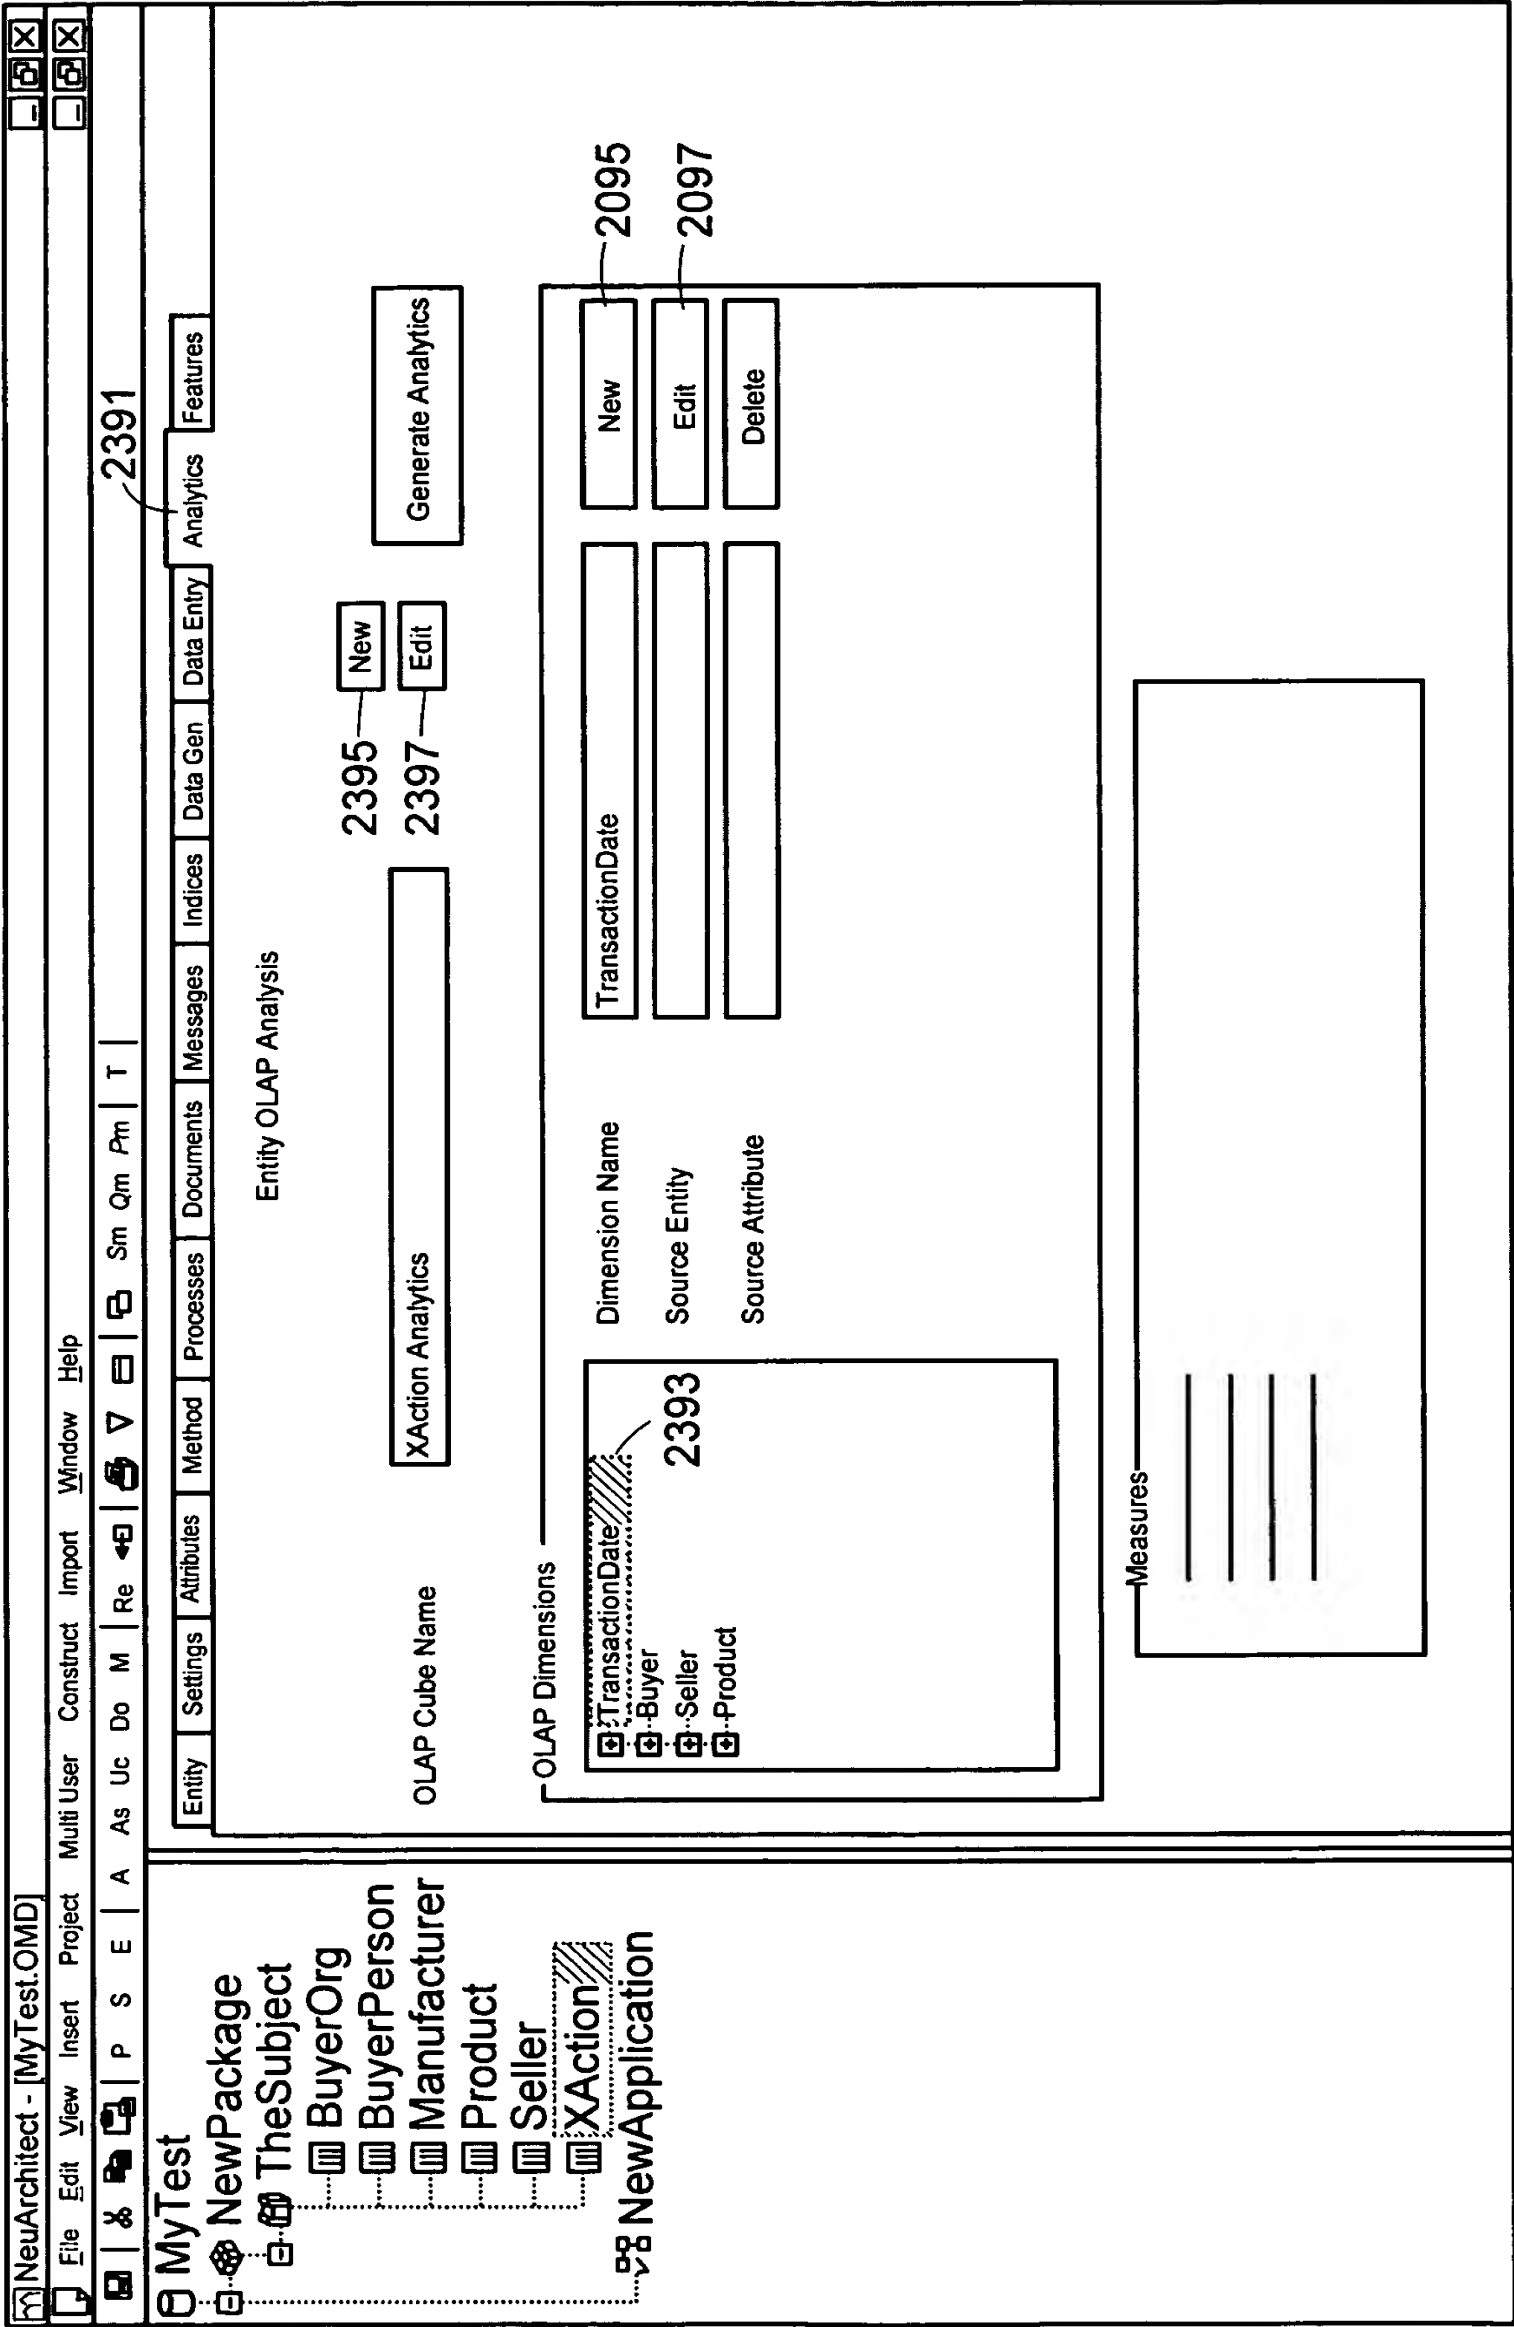 NeuArchitect - [MyTest.OMD]
File Edit View Insert Project Multi User Construct Import Window Help
P S E A As Uc Do M Re Sm Qm Pm T
2391
MyTest
NewPackage
TheSubject
BuyerOrg
BuyerPerson
Manufacturer
Product
Seller
XAction
NewApplication
Entity Settings Attributes Method Processes Documents Messages Indices Data Gen Data Entry Analytics Features
Entity OLAP Analysis
2395 New
OLAP Cube Name XAction Analytics 2397 Edit Generate Analytics
OLAP Dimensions
TransactionDate Dimension Name TransactionDate New 2095
Buyer
Seller 2393 Source Entity Edit 2097
Product Source Attribute Delete
Measures